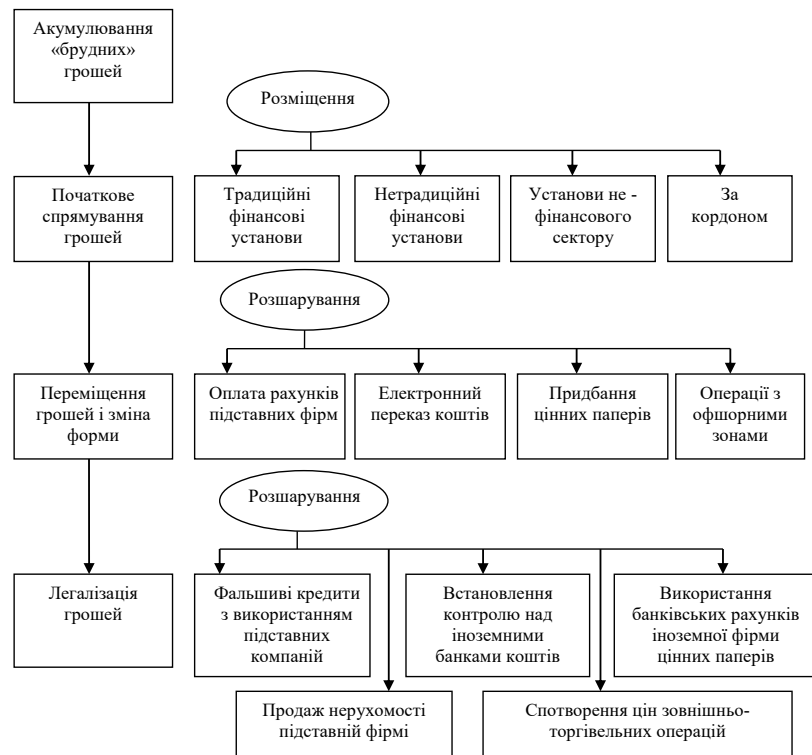 Акумулювання
«брудних»
грошей
Розміщення
Початкове
спрямування
грошей
Традиційні
фінансові
установи
Нетрадиційні
фінансові
установи
Установи не -
фінансового
сектору
За
кордоном
Розшарування
Переміщення
грошей і зміна
форми
Оплата рахунків
підставних фірм
Електронний
переказ коштів
Придбання
цінних паперів
Операції з
офшорними
зонами
Розшарування
Легалізація
грошей
Фальшиві кредити
з використанням
підставних
компаній
Встановлення
контролю над
іноземними
банками коштів
Використання
банківських рахунків
іноземної фірми
цінних паперів
Продаж нерухомості
підставній фірмі
Спотворення цін зовнішньо-
торгівельних операцій